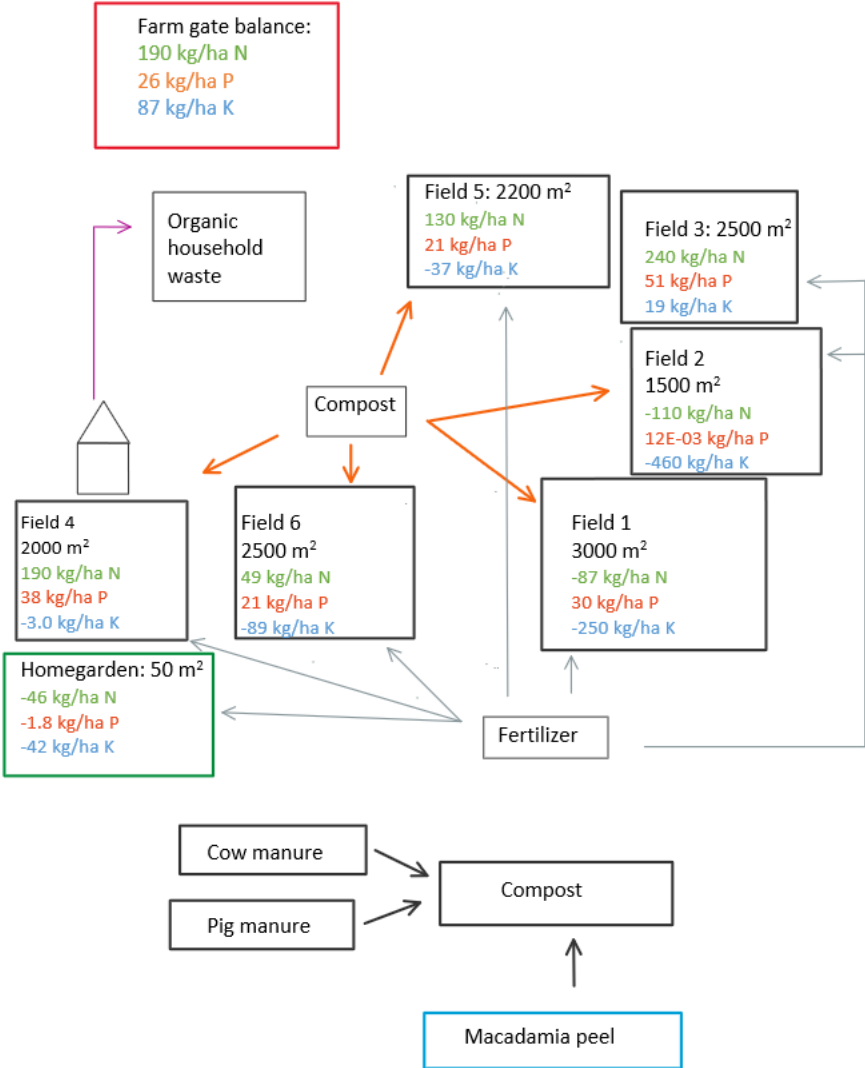 Farm gate balance:
190 kg/ha N
26 kg/ha P
87 kg/ha K
Organic
household
waste
Field 5: 2200 m²
130 kg/ha N
21 kg/ha P
-37 kg/ha K
Field 3: 2500 m²
240 kg/ha N
51 kg/ha P
19 kg/ha K
Compost
Field 2
1500 m²
-110 kg/ha N
12E-03 kg/ha P
-460 kg/ha K
Field 4
2000 m²
190 kg/ha N
38 kg/ha P
-3.0 kg/ha K
Field 6
2500 m²
49 kg/ha N
21 kg/ha P
-89 kg/ha K
Field 1
3000 m²
-87 kg/ha N
30 kg/ha P
-250 kg/ha K
Homegarden: 50 m²
-46 kg/ha N
-1.8 kg/ha P
-42 kg/ha K
Fertilizer
Cow manure
Pig manure
Compost
Macadamia peel